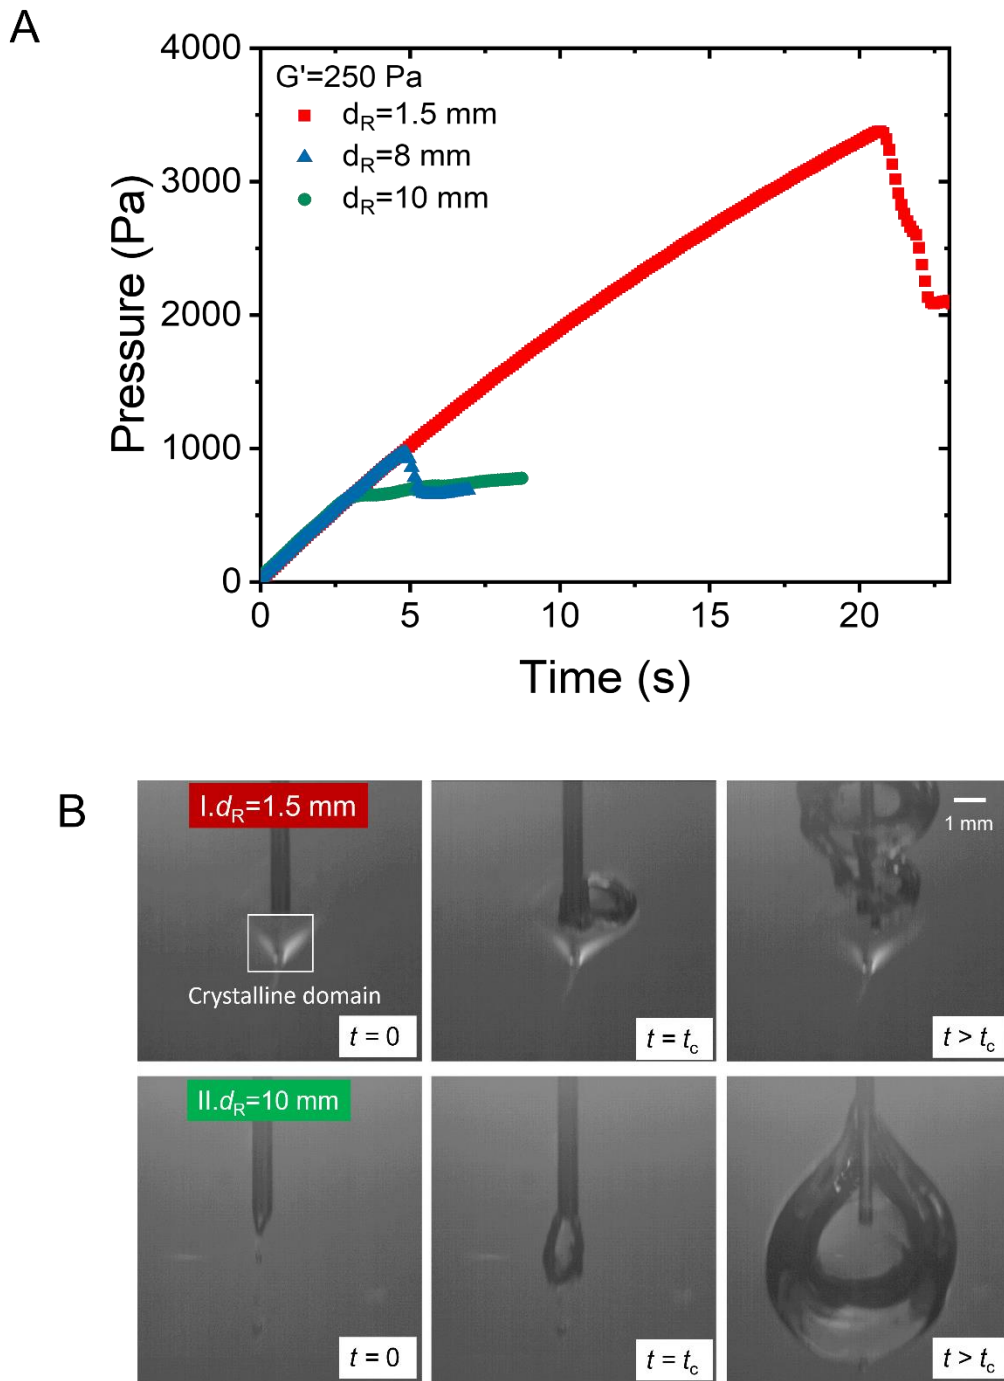 A
4000
3000
2000
1000
0
Pressure (Pa)
G'=250 Pa
d_R=1.5 mm
d_R=8 mm
d_R=10 mm
0 5 10 15 20
Time (s)
B
I.d_R=1.5 mm
Crystalline domain
t = 0
t = t_c
1 mm
t > t_c
II.d_R=10 mm
t = 0
t = t_c
t > t_c